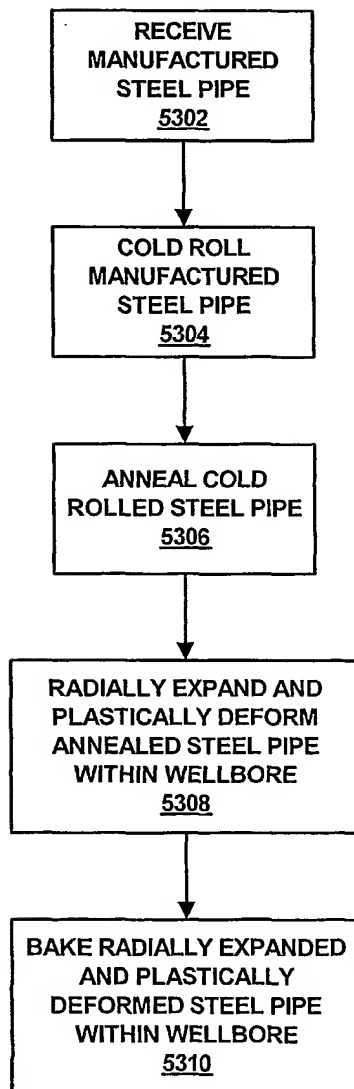 RECEIVE
MANUFACTURED
STEEL PIPE
5302
COLD ROLL
MANUFACTURED
STEEL PIPE
5304
ANNEAL COLD
ROLLED STEEL PIPE
5306
RADIALLY EXPAND AND
PLASTICALLY DEFORM
ANNEALED STEEL PIPE
WITHIN WELLBORE
5308
BAKE RADIALLY EXPANDED
AND PLASTICALLY
DEFORMED STEEL PIPE
WITHIN WELLBORE
5310